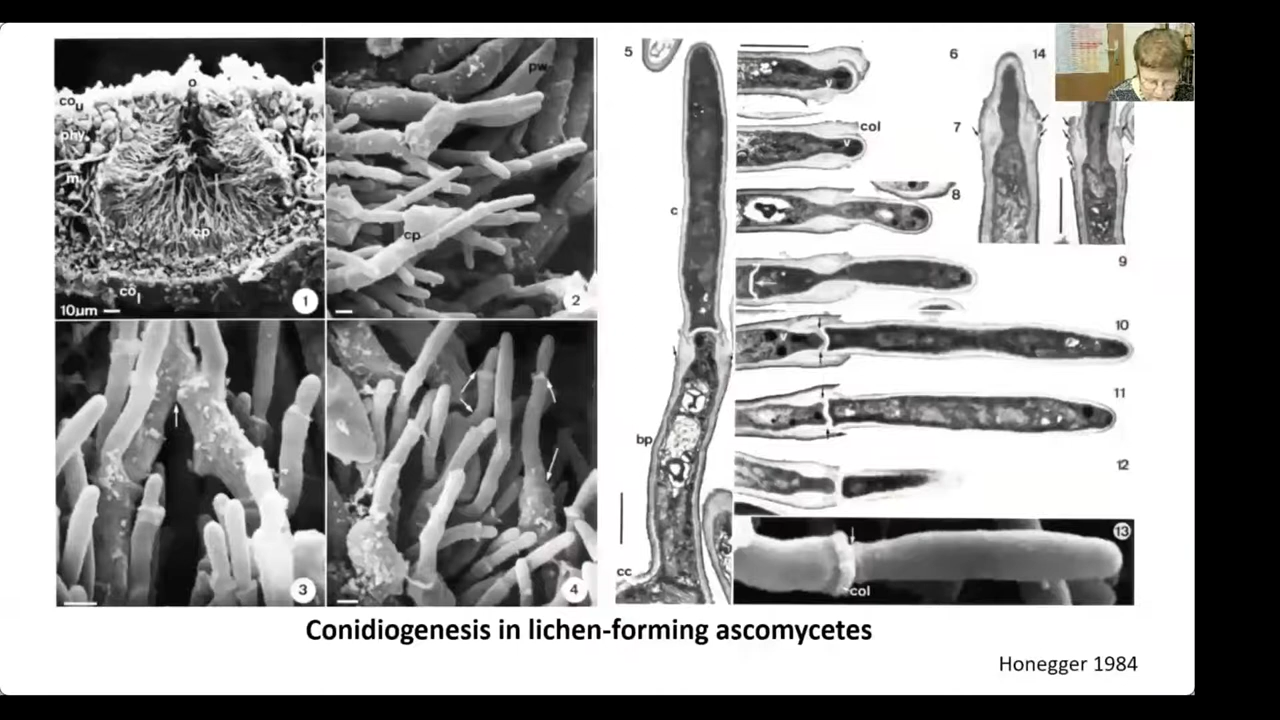 o
co u
phy
m
cp
co l
10µm
1
pw
cp
2
3
4
5
c
bp
cc
v
col
v
8
6
14
7
9
v
10
11
12
13
col
Conidiogenesis in lichen-forming ascomycetes
Honegger 1984